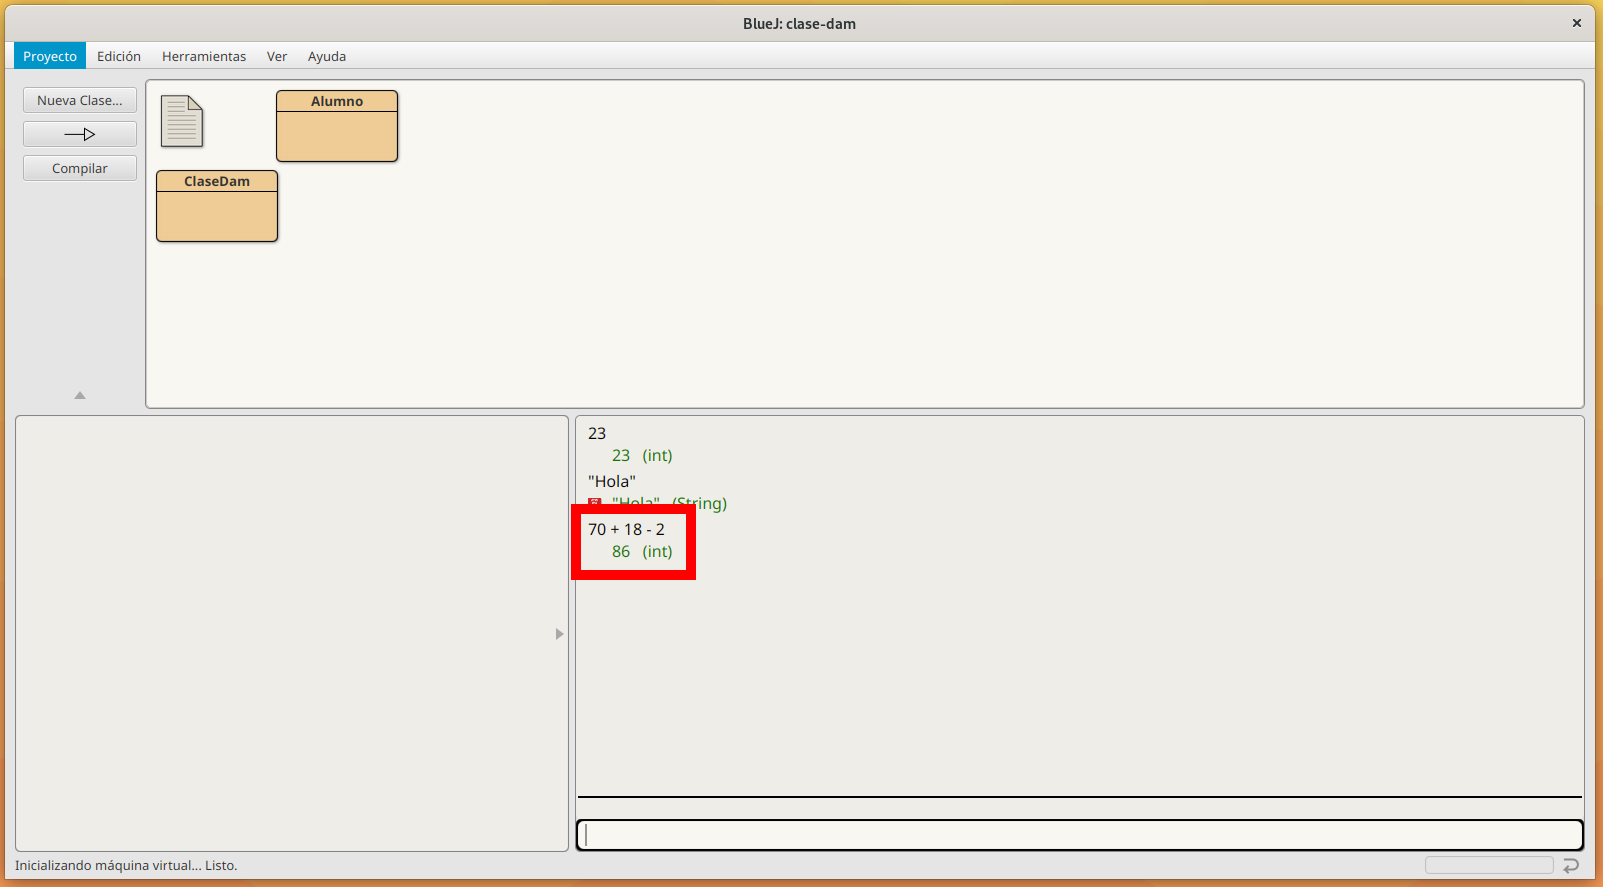 BlueJ: clase-dam
Proyecto Edición Herramientas Ver Ayuda
Nueva Clase...
Compilar
Alumno
ClaseDam
23
23 (int)
"Hola"
"Hola" (String)
70 + 18 - 2
86 (int)
Inicializando máquina virtual... Listo.